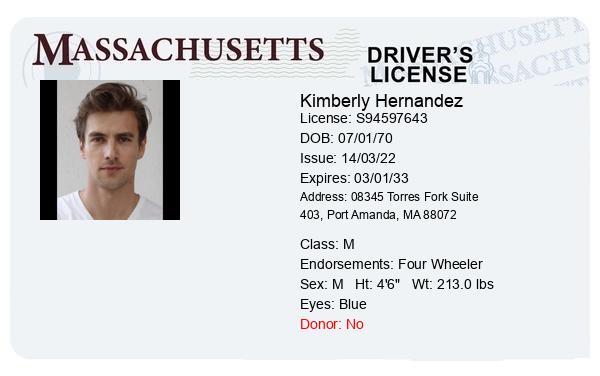 MASSACHUSETTS
DRIVER'S
LICENSE
Kimberly Hernandez
License: S94597643
DOB: 07/01/70
Issue: 14/03/22
Expires: 03/01/33
Address: 08345 Torres Fork Suite
403, Port Amanda, MA 88072
Class: M
Endorsements: Four Wheeler
Sex: M Ht: 4'6" Wt: 213.0 lbs
Eyes: Blue
Donor: No